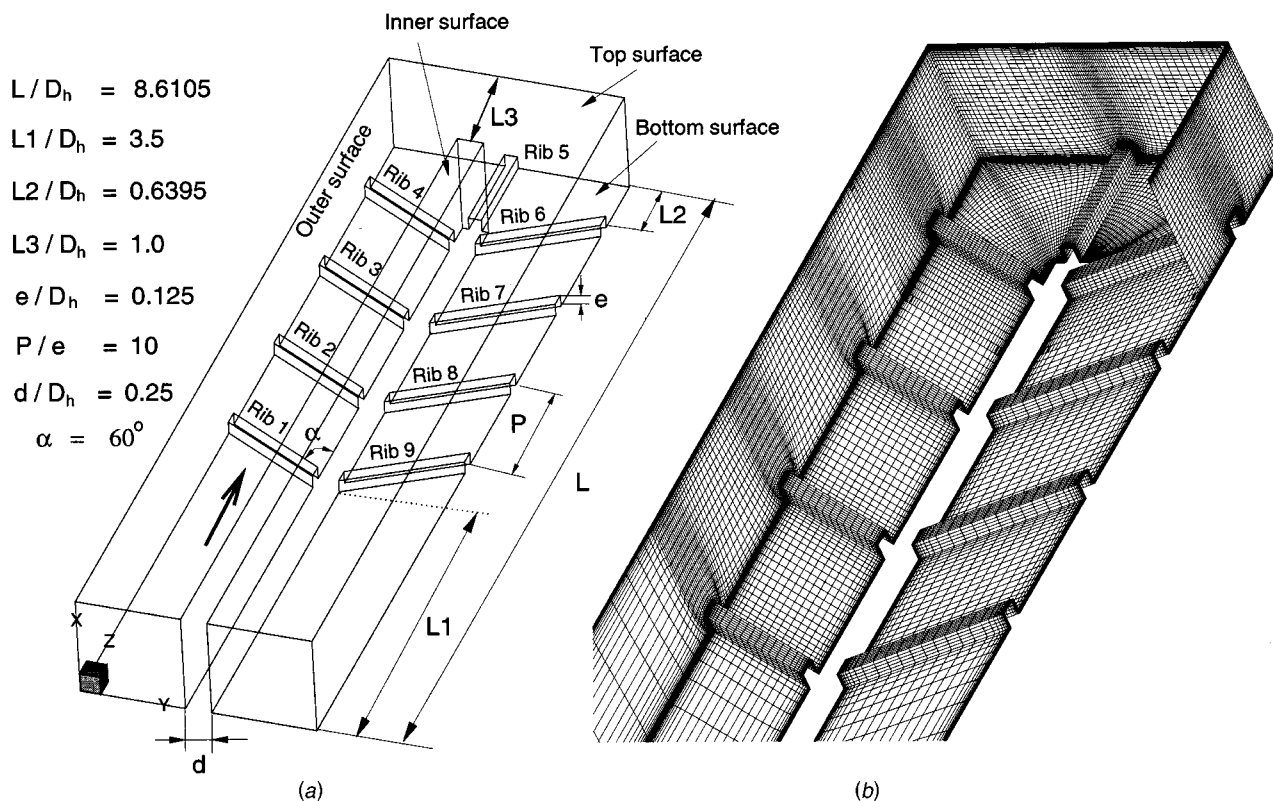 Inner surface
Top surface
Bottom surface
Outer surface
L / Dh = 8.6105
L1 / Dh = 3.5
L2 / Dh = 0.6395
L3 / Dh = 1.0
e / Dh = 0.125
P / e = 10
d / Dh = 0.25
α = 60°
L3
Rib 5
Rib 4
Rib 6
L2
Rib 3
Rib 7
e
Rib 2
Rib 8
P
Rib 1
α
Rib 9
L
L1
X
Z
Y
d
(a)
(b)